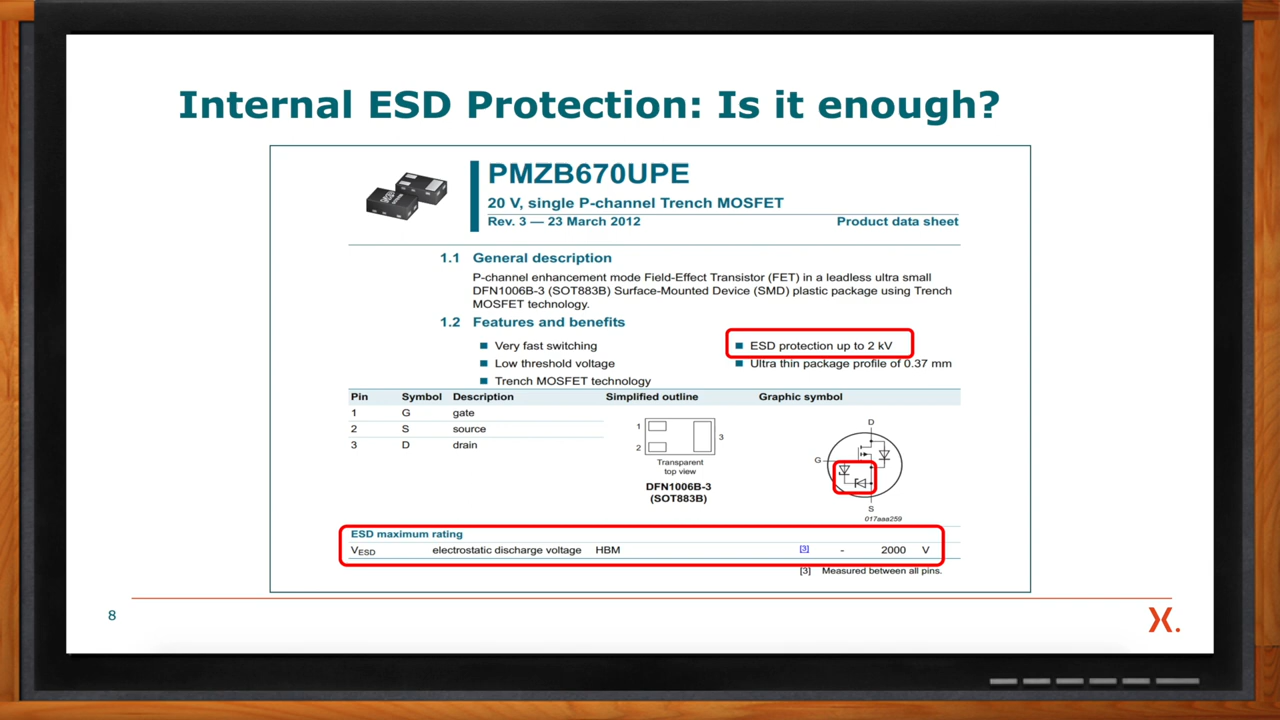 Internal ESD Protection: Is it enough?
PMZB670UPE
20 V, single P-channel Trench MOSFET
Rev. 3 — 23 March 2012 Product data sheet
1.1 General description
P-channel enhancement mode Field-Effect Transistor (FET) in a leadless ultra small
DFN1006B-3 (SOT883B) Surface-Mounted Device (SMD) plastic package using Trench
MOSFET technology.
1.2 Features and benefits
■ Very fast switching
■ Low threshold voltage
■ Trench MOSFET technology
■ ESD protection up to 2 kV
■ Ultra thin package profile of 0.37 mm
Pin Symbol Description Simplified outline Graphic symbol
1 G gate
2 S source
3 D drain
1
2
3
Transparent
top view
DFN1006B-3
(SOT883B)
D
G
S
017aaa259
ESD maximum rating
VESD electrostatic discharge voltage HBM [3] - 2000 V
[3] Measured between all pins.
8